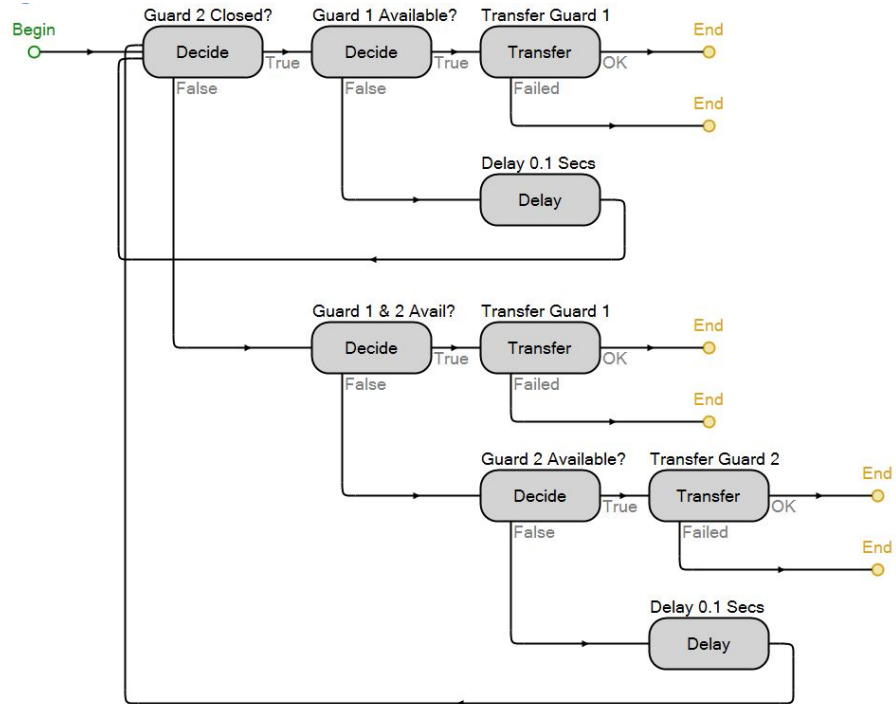 Guard 2 Closed?
Guard 1 Available?
Transfer Guard 1
Begin
End
Decide
Decide
Transfer
True
True
OK
False
False
Failed
End
Delay 0.1 Secs
Delay
Guard 1 & 2 Avail?
Transfer Guard 1
End
Decide
Transfer
True
OK
False
Failed
End
Guard 2 Available?
Transfer Guard 2
End
Decide
Transfer
True
OK
False
Failed
End
Delay 0.1 Secs
Delay